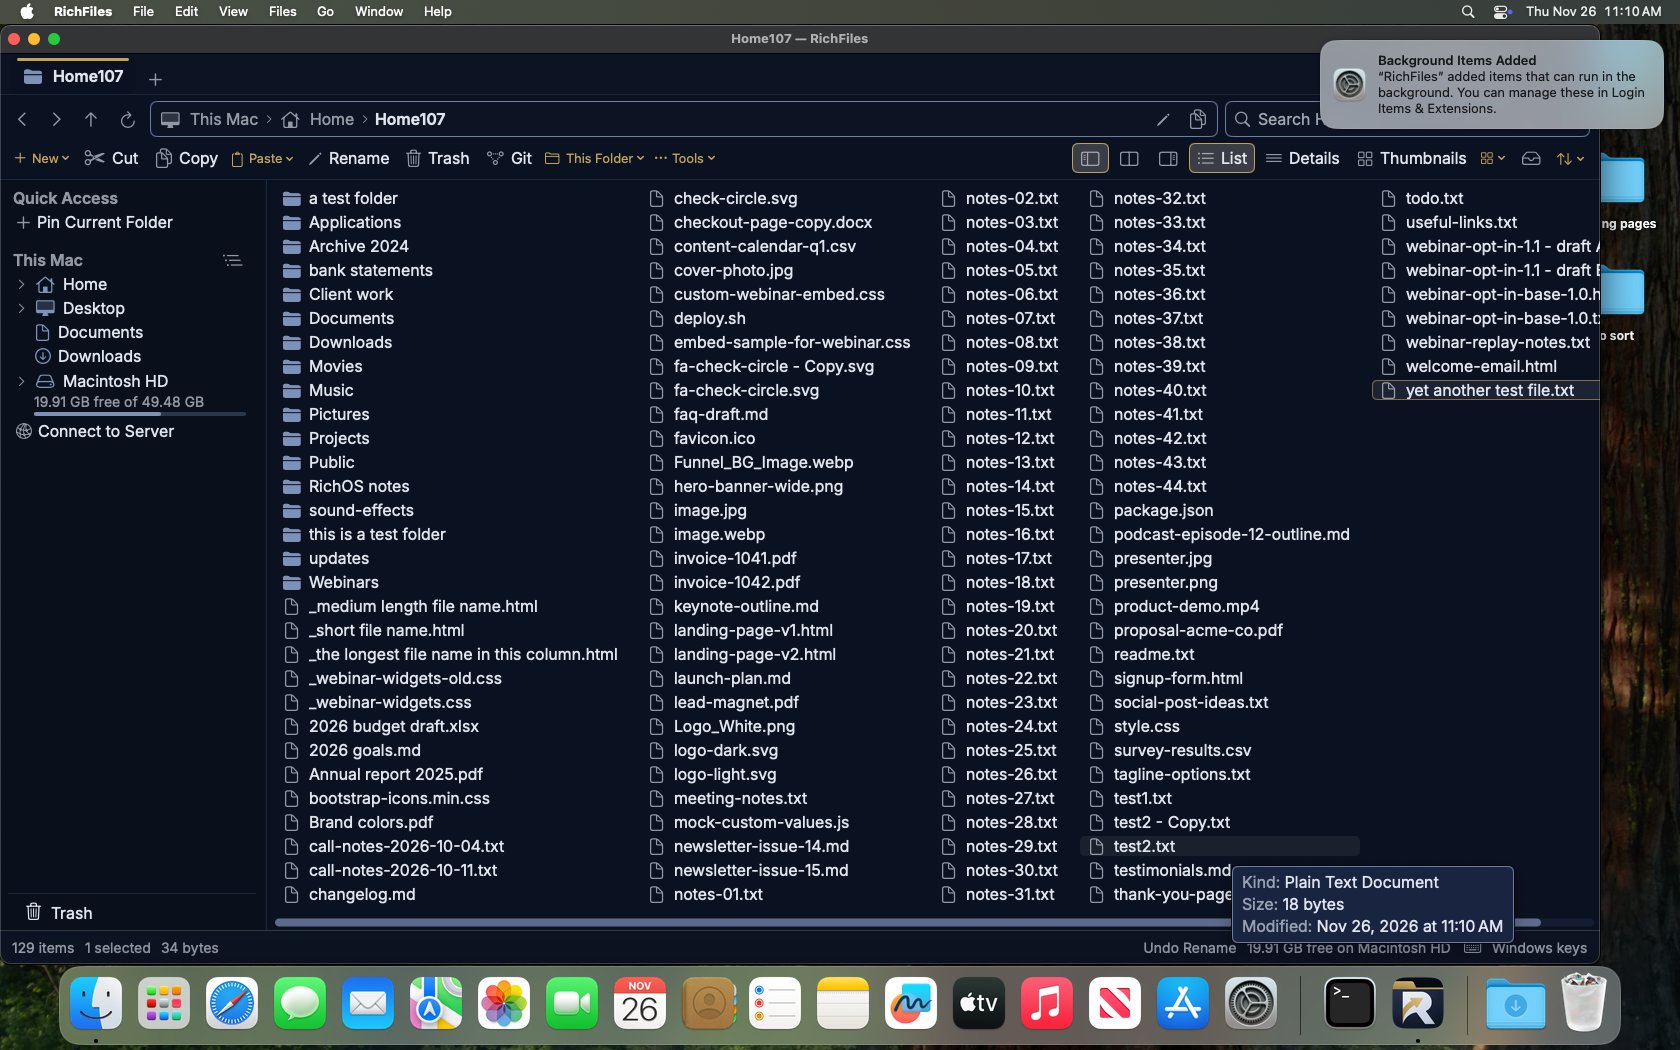 RichFiles File Edit View Files Go Window Help
Thu Nov 26 11:10 AM
Home107 — RichFiles
Background Items Added
“RichFiles” added items that can run in the
background. You can manage these in Login
Items & Extensions.
Home107
This Mac > Home > Home107
Search H
New Cut Copy Paste Rename Trash Git This Folder Tools
List Details Thumbnails
Quick Access
Pin Current Folder
This Mac
Home
Desktop
Documents
Downloads
Macintosh HD
19.91 GB free of 49.48 GB
Connect to Server
Trash
a test folder
Applications
Archive 2024
bank statements
Client work
Documents
Downloads
Movies
Music
Pictures
Projects
Public
RichOS notes
sound-effects
this is a test folder
updates
Webinars
_medium length file name.html
_short file name.html
_the longest file name in this column.html
_webinar-widgets-old.css
_webinar-widgets.css
2026 budget draft.xlsx
2026 goals.md
Annual report 2025.pdf
bootstrap-icons.min.css
Brand colors.pdf
call-notes-2026-10-04.txt
call-notes-2026-10-11.txt
changelog.md
check-circle.svg
checkout-page-copy.docx
content-calendar-q1.csv
cover-photo.jpg
custom-webinar-embed.css
deploy.sh
embed-sample-for-webinar.css
fa-check-circle - Copy.svg
fa-check-circle.svg
faq-draft.md
favicon.ico
Funnel_BG_Image.webp
hero-banner-wide.png
image.jpg
image.webp
invoice-1041.pdf
invoice-1042.pdf
keynote-outline.md
landing-page-v1.html
landing-page-v2.html
launch-plan.md
lead-magnet.pdf
Logo_White.png
logo-dark.svg
logo-light.svg
meeting-notes.txt
mock-custom-values.js
newsletter-issue-14.md
newsletter-issue-15.md
notes-01.txt
notes-02.txt
notes-03.txt
notes-04.txt
notes-05.txt
notes-06.txt
notes-07.txt
notes-08.txt
notes-09.txt
notes-10.txt
notes-11.txt
notes-12.txt
notes-13.txt
notes-14.txt
notes-15.txt
notes-16.txt
notes-17.txt
notes-18.txt
notes-19.txt
notes-20.txt
notes-21.txt
notes-22.txt
notes-23.txt
notes-24.txt
notes-25.txt
notes-26.txt
notes-27.txt
notes-28.txt
notes-29.txt
notes-30.txt
notes-31.txt
notes-32.txt
notes-33.txt
notes-34.txt
notes-35.txt
notes-36.txt
notes-37.txt
notes-38.txt
notes-39.txt
notes-40.txt
notes-41.txt
notes-42.txt
notes-43.txt
notes-44.txt
package.json
podcast-episode-12-outline.md
presenter.jpg
presenter.png
product-demo.mp4
proposal-acme-co.pdf
readme.txt
signup-form.html
social-post-ideas.txt
style.css
survey-results.csv
tagline-options.txt
test1.txt
test2 - Copy.txt
test2.txt
testimonials.md
thank-you-page
todo.txt
useful-links.txt
webinar-opt-in-1.1 - draft A
webinar-opt-in-1.1 - draft B
webinar-opt-in-base-1.0.h
webinar-opt-in-base-1.0.t
webinar-replay-notes.txt
welcome-email.html
yet another test file.txt
ng pages
o sort
Kind: Plain Text Document
Size: 18 bytes
Modified: Nov 26, 2026 at 11:10 AM
129 items 1 selected 34 bytes
Undo Rename 19.91 GB free on Macintosh HD Windows keys
NOV
26
tv